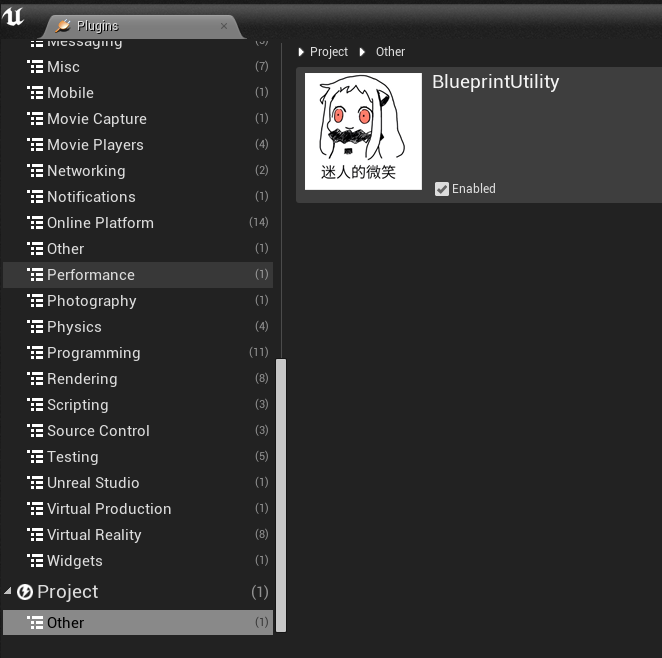 Plugins
Messaging
Misc (7)
Mobile (1)
Movie Capture (1)
Movie Players (4)
Networking (2)
Notifications (1)
Online Platform (14)
Other (1)
Performance (1)
Photography (1)
Physics (4)
Programming (11)
Rendering (8)
Scripting (3)
Source Control (3)
Testing (5)
Unreal Studio (1)
Virtual Production (1)
Virtual Reality (8)
Widgets (1)
Project (1)
Other (1)
Project Other
BlueprintUtility
迷人的微笑
Enabled